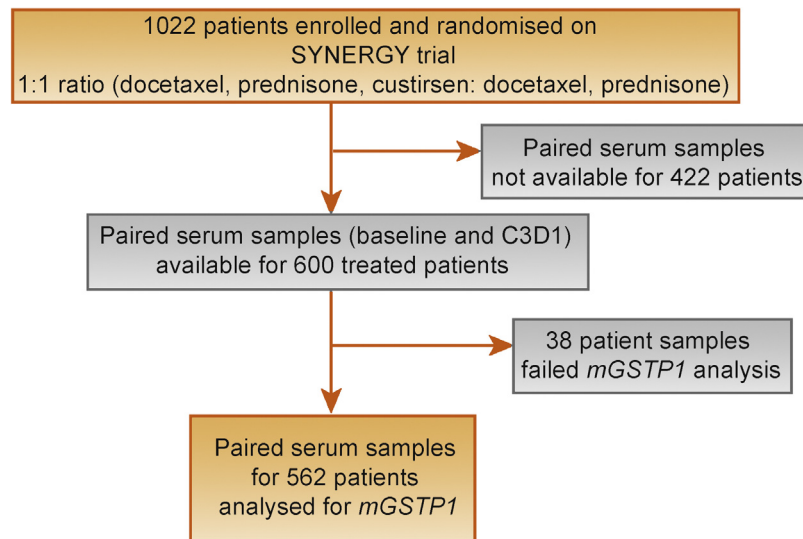 1022 patients enrolled and randomised on
SYNERGY trial
1:1 ratio (docetaxel, prednisone, custirsen: docetaxel, prednisone)
Paired serum samples
not available for 422 patients
Paired serum samples (baseline and C3D1)
available for 600 treated patients
38 patient samples
failed mGSTP1 analysis
Paired serum samples
for 562 patients
analysed for mGSTP1